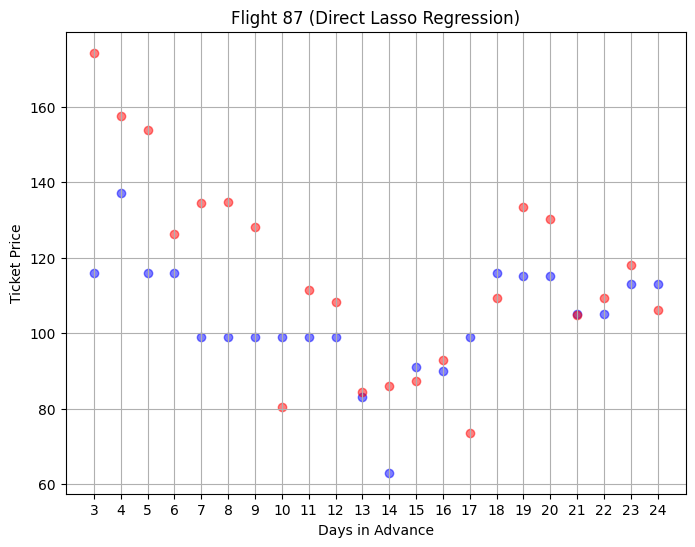 Flight 87 (Direct Lasso Regression)
Ticket Price
160
140
120
100
80
60
3 4 5 6 7 8 9 10 11 12 13 14 15 16 17 18 19 20 21 22 23 24
Days in Advance